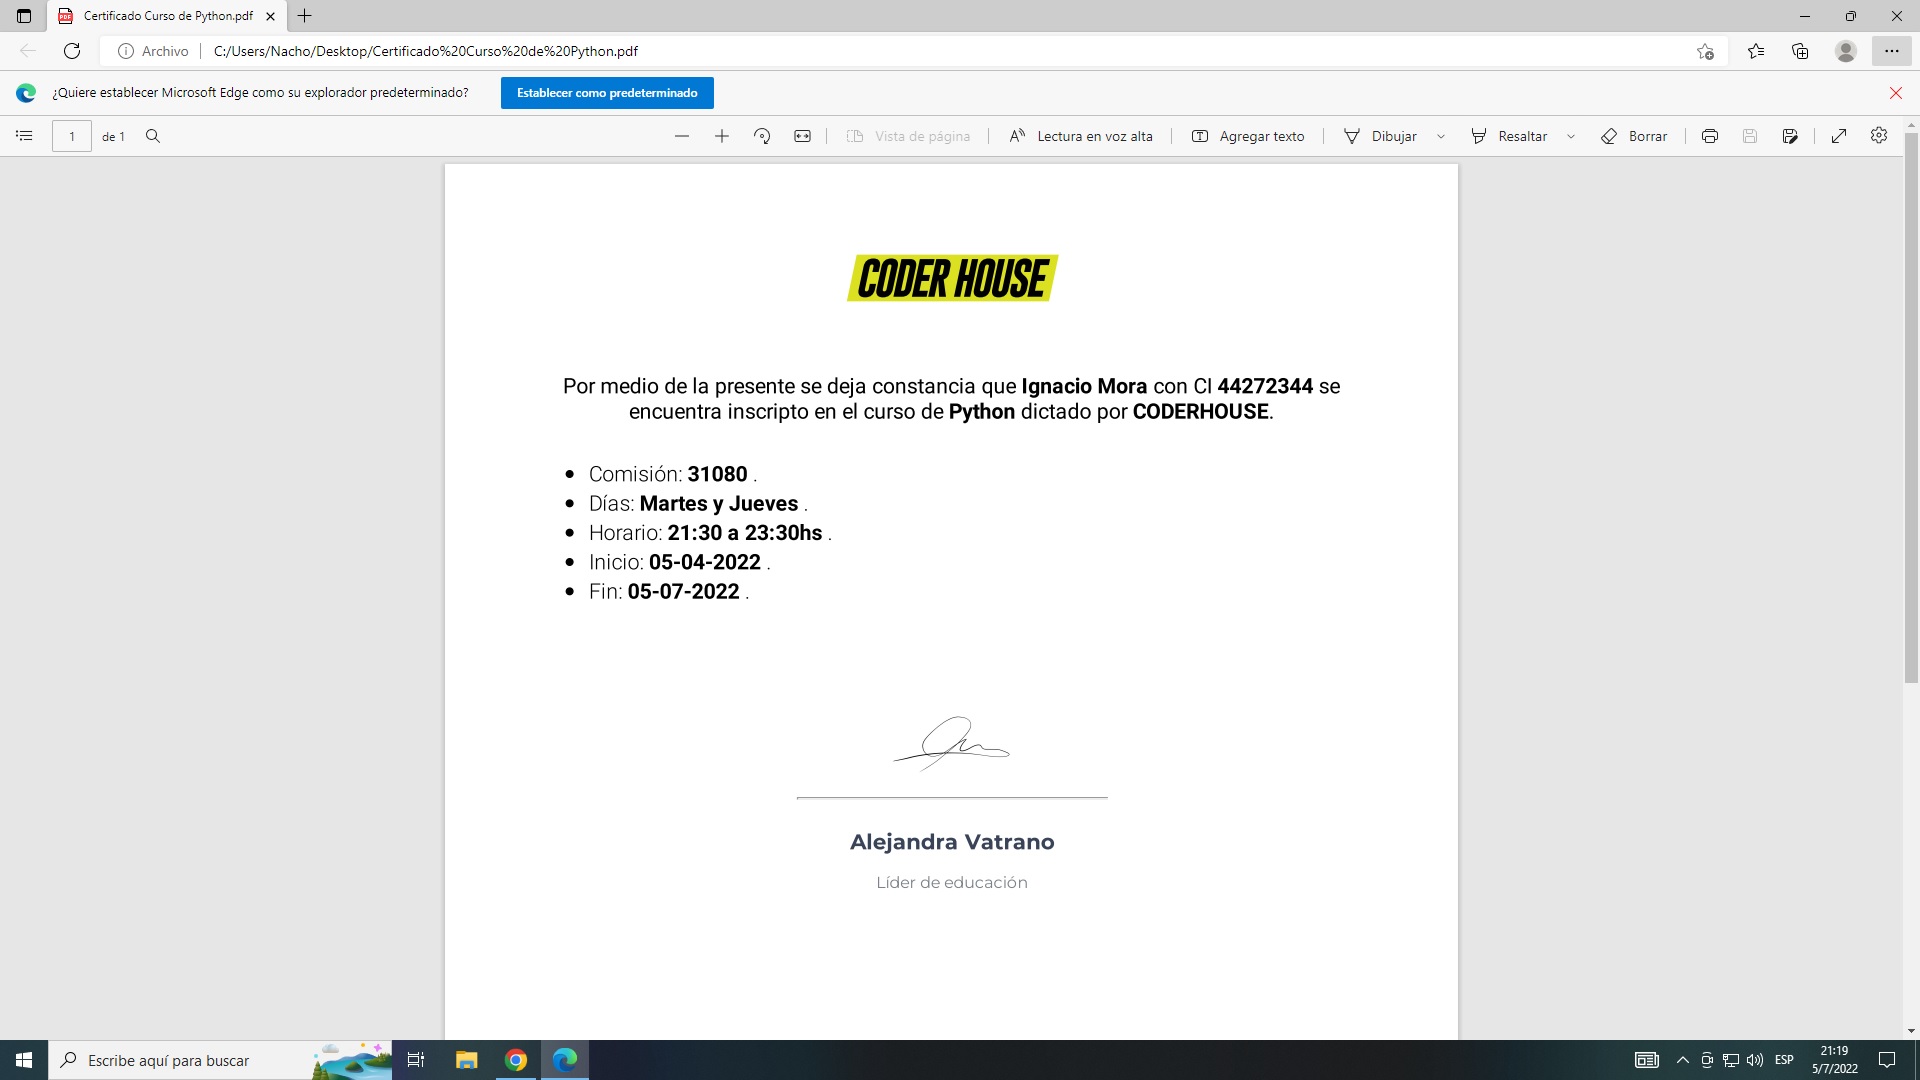 Certificado Curso de Python.pdf
Archivo C:/Users/Nacho/Desktop/Certificado%20Curso%20de%20Python.pdf
¿Quiere establecer Microsoft Edge como su explorador predeterminado? Establecer como predeterminado
1 de 1 Vista de página Lectura en voz alta Agregar texto Dibujar Resaltar Borrar
CODER HOUSE
Por medio de la presente se deja constancia que Ignacio Mora con CI 44272344 se
encuentra inscripto en el curso de Python dictado por CODERHOUSE.
• Comisión: 31080 .
• Días: Martes y Jueves .
• Horario: 21:30 a 23:30hs .
• Inicio: 05-04-2022 .
• Fin: 05-07-2022 .
Alejandra Vatrano
Líder de educación
Escribe aquí para buscar
ESP
21:19
5/7/2022